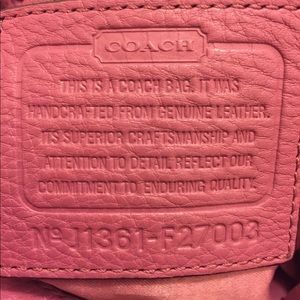 COACH
THIS IS A COACH BAG. IT WAS
HANDCRAFTED FROM GENUINE LEATHER.
ITS SUPERIOR CRAFTSMANSHIP AND
ATTENTION TO DETAIL REFLECT OUR
COMMITMENT TO ENDURING QUALITY.
Nº J1361-F27003